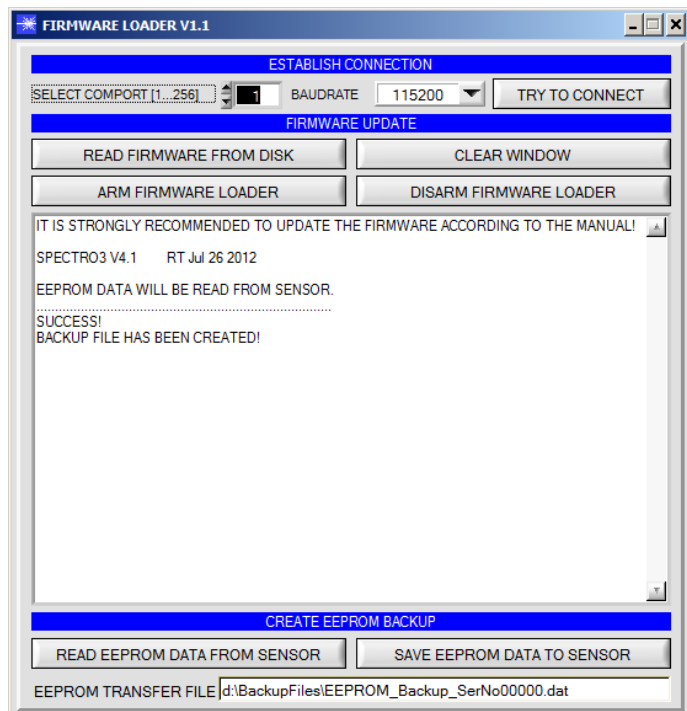 FIRMWARE LOADER V1.1
ESTABLISH CONNECTION
SELECT COMPORT [1...256] 1 BAUDRATE 115200 TRY TO CONNECT
FIRMWARE UPDATE
READ FIRMWARE FROM DISK CLEAR WINDOW
ARM FIRMWARE LOADER DISARM FIRMWARE LOADER
IT IS STRONGLY RECOMMENDED TO UPDATE THE FIRMWARE ACCORDING TO THE MANUAL!
SPECTRO3 V4.1 RT Jul 26 2012
EEPROM DATA WILL BE READ FROM SENSOR.
..........................................................................
SUCCESS!
BACKUP FILE HAS BEEN CREATED!
CREATE EEPROM BACKUP
READ EEPROM DATA FROM SENSOR SAVE EEPROM DATA TO SENSOR
EEPROM TRANSFER FILE d:\BackupFiles\EEPROM_Backup_SerNo00000.dat